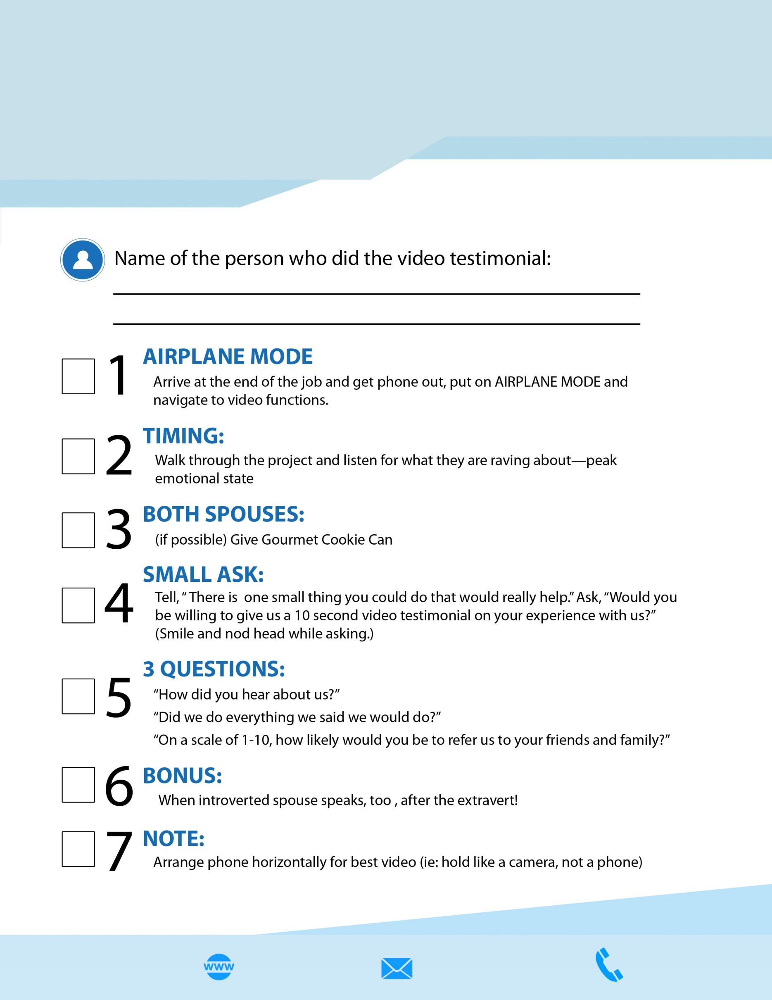 Name of the person who did the video testimonial:
1
AIRPLANE MODE
Arrive at the end of the job and get phone out, put on AIRPLANE MODE and
navigate to video functions.
2
TIMING:
Walk through the project and listen for what they are raving about—peak
emotional state
3
BOTH SPOUSES:
(if possible) Give Gourmet Cookie Can
4
SMALL ASK:
Tell, “ There is  one small thing you could do that would really help.” Ask, “Would you
be willing to give us a 10 second video testimonial on your experience with us?”
(Smile and nod head while asking.)
5
3 QUESTIONS:
“How did you hear about us?”
“Did we do everything we said we would do?”
“On a scale of 1-10, how likely would you be to refer us to your friends and family?”
6
BONUS:
When introverted spouse speaks, too , after the extravert!
7
NOTE:
Arrange phone horizontally for best video (ie: hold like a camera, not a phone)
WWW